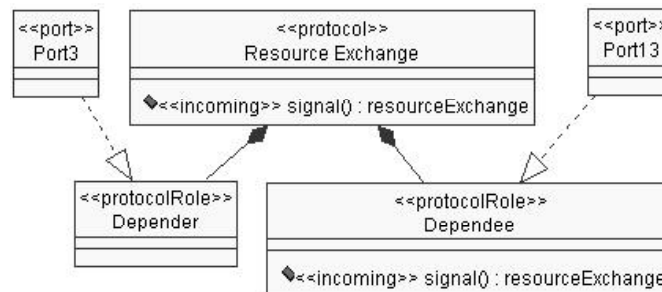 <<port>>
Port3
<<protocol>>
Resource Exchange
<<incoming>> signal() : resourceExchange
<<port>>
Port13
<<protocolRole>>
Depender
<<protocolRole>>
Dependee
<<incoming>> signal() : resourceExchange